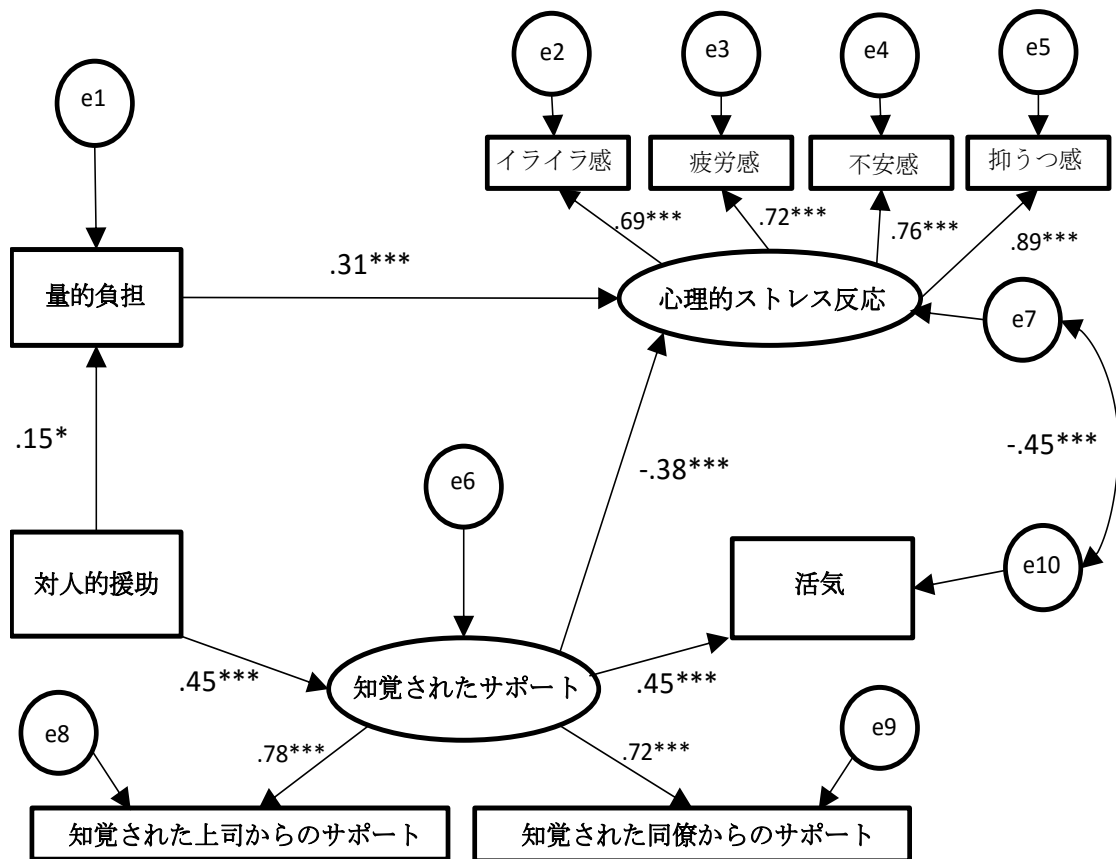 e2
e3
e4
e5
e1
イライラ感
疲労感
不安感
抑うつ感
.69***
.72***
.76***
.89***
.31***
量的負担
心理的ストレス反応
e7
.15*
-.38***
-.45***
e6
対人的援助
活気
e10
.45***
知覚されたサポート
.45***
e8
.78***
.72***
e9
知覚された上司からのサポート
知覚された同僚からのサポート